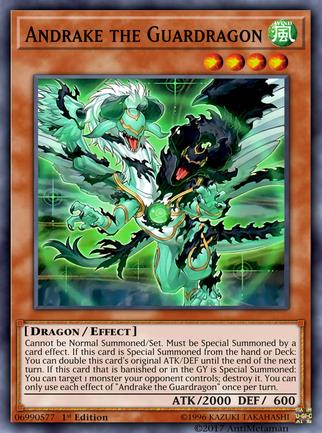 Andrake the Guardragon
WIND
風
[Dragon / Effect]
Cannot be Normal Summoned/Set. Must be Special Summoned by
a card effect. If this card is Special Summoned from the hand or Deck:
You can double this card's original ATK/DEF until the end of the next
turn. If that card that is banished or in the GY is Special Summoned:
You can target 1 monster your opponent controls; destroy it. You can
only use each effect of "Andrake the Guardragon" once per turn.
ATK/2000 DEF/ 600
06990577 1st Edition ©1996 KAZUKI TAKAHASHI
©2017 AntiMetaman